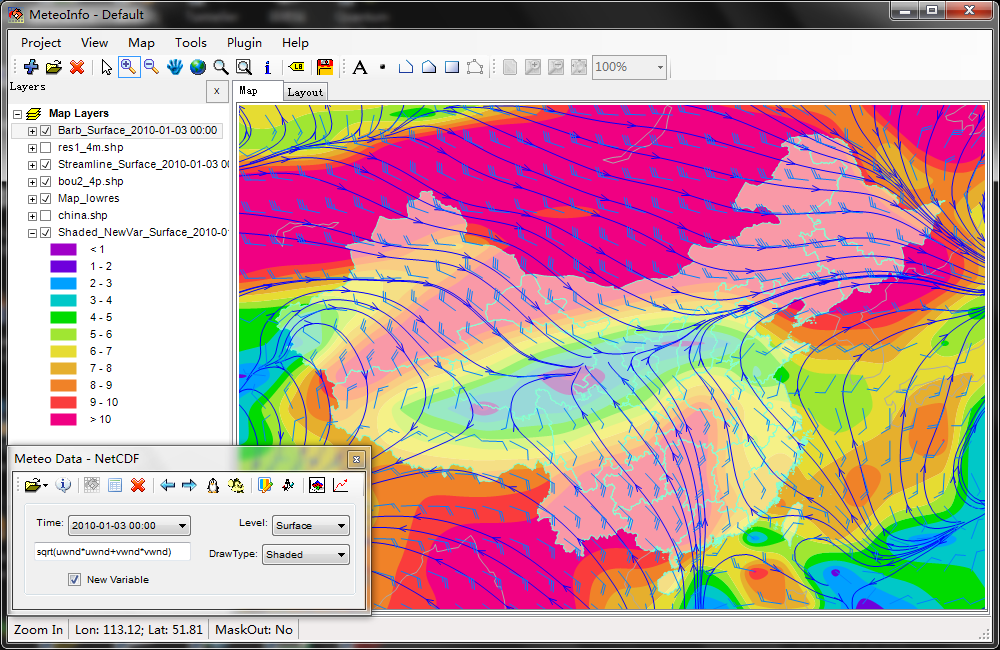 MeteoInfo - Default
Project View Map Tools Plugin Help
LB
A
100%
Layers
x
Map Layout
Map Layers
Barb_Surface_2010-01-03 00:00
res1_4m.shp
Streamline_Surface_2010-01-03 00
bou2_4p.shp
Map_lowres
china.shp
Shaded_NewVar_Surface_2010-0
< 1
1 - 2
2 - 3
3 - 4
4 - 5
5 - 6
6 - 7
7 - 8
8 - 9
9 - 10
> 10
Meteo Data - NetCDF
Time: 2010-01-03 00:00 Level: Surface
sqrt(uwnd*uwnd+vwnd*vwnd) DrawType: Shaded
New Variable
Zoom In Lon: 113.12; Lat: 51.81 MaskOut: No